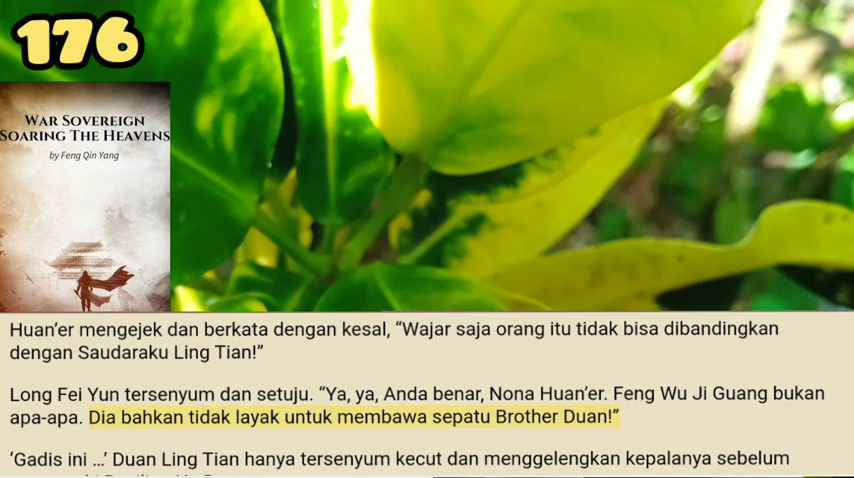 176
WAR SOVEREIGN
SOARING THE HEAVENS
by Feng Qin Yang
Huan’er mengejek dan berkata dengan kesal, “Wajar saja orang itu tidak bisa dibandingkan
dengan Saudaraku Ling Tian!”
Long Fei Yun tersenyum dan setuju. “Ya, ya, Anda benar, Nona Huan’er. Feng Wu Ji Guang bukan
apa-apa. Dia bahkan tidak layak untuk membawa sepatu Brother Duan!”
‘Gadis ini …’ Duan Ling Tian hanya tersenyum kecut dan menggelengkan kepalanya sebelum